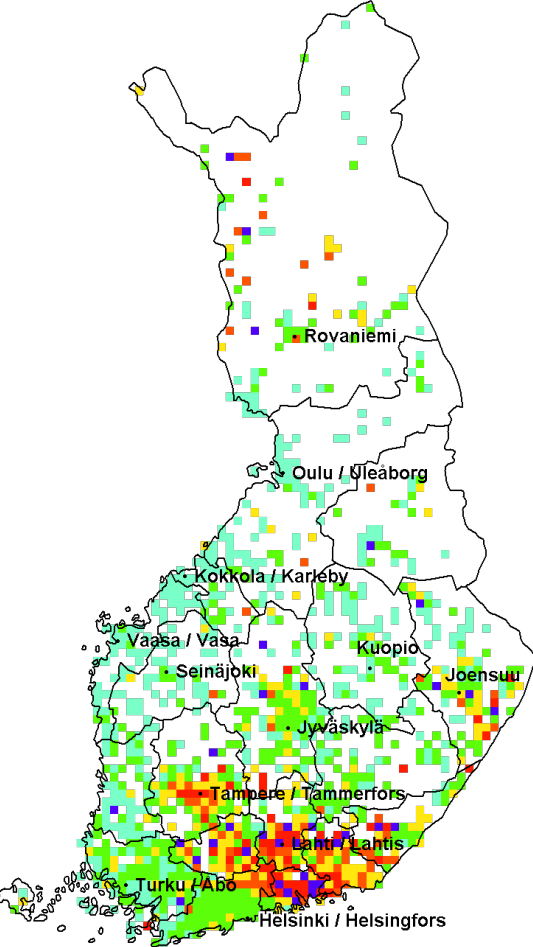 Rovaniemi
Oulu / Uleåborg
Kokkola / Karleby
Vaasa / Vasa
Kuopio
Seinäjoki
Joensuu
Jyväskylä
Tampere / Tammerfors
Lahti / Lahtis
Turku / Åbo
Helsinki / Helsingfors